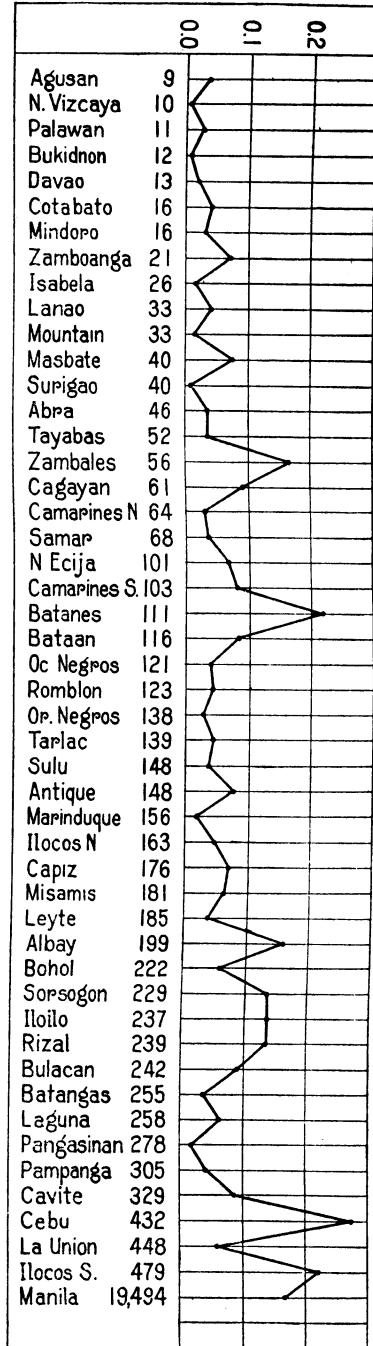 0.0 0.1 0.2
Agusan 9
N. Vizcaya 10
Palawan 11
Bukidnon 12
Davao 13
Cotabato 16
Mindoro 16
Zamboanga 21
Isabela 26
Lanao 33
Mountain 33
Masbate 40
Surigao 40
Abra 46
Tayabas 52
Zambales 56
Cagayan 61
Camarines N 64
Samar 68
N Ecija 101
Camarines S. 103
Batanes 111
Bataan 116
Oc Negros 121
Romblon 123
Or. Negros 138
Tarlac 139
Sulu 148
Antique 148
Marinduque 156
Ilocos N 163
Capiz 176
Misamis 181
Leyte 185
Albay 199
Bohol 222
Sorsogon 229
Iloilo 237
Rizal 239
Bulacan 242
Batangas 255
Laguna 258
Pangasinan 278
Pampanga 305
Cavite 329
Cebu 432
La Union 448
Ilocos S. 479
Manila 19,494